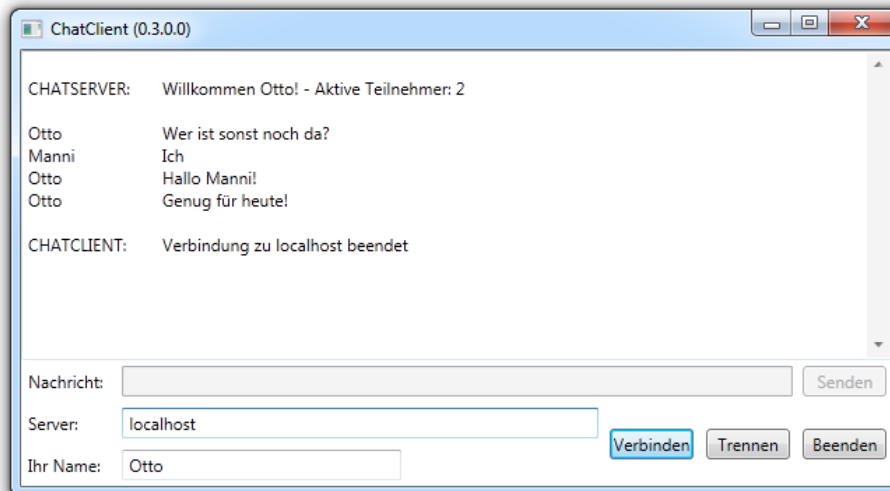 ChatClient (0.3.0.0)
CHATSERVER: Willkommen Otto! - Aktive Teilnehmer: 2
Otto Wer ist sonst noch da?
Manni Ich
Otto Hallo Manni!
Otto Genug für heute!
CHATCLIENT: Verbindung zu localhost beendet
Nachricht: Senden
Server: localhost
Verbinden Trennen Beenden
Ihr Name: Otto